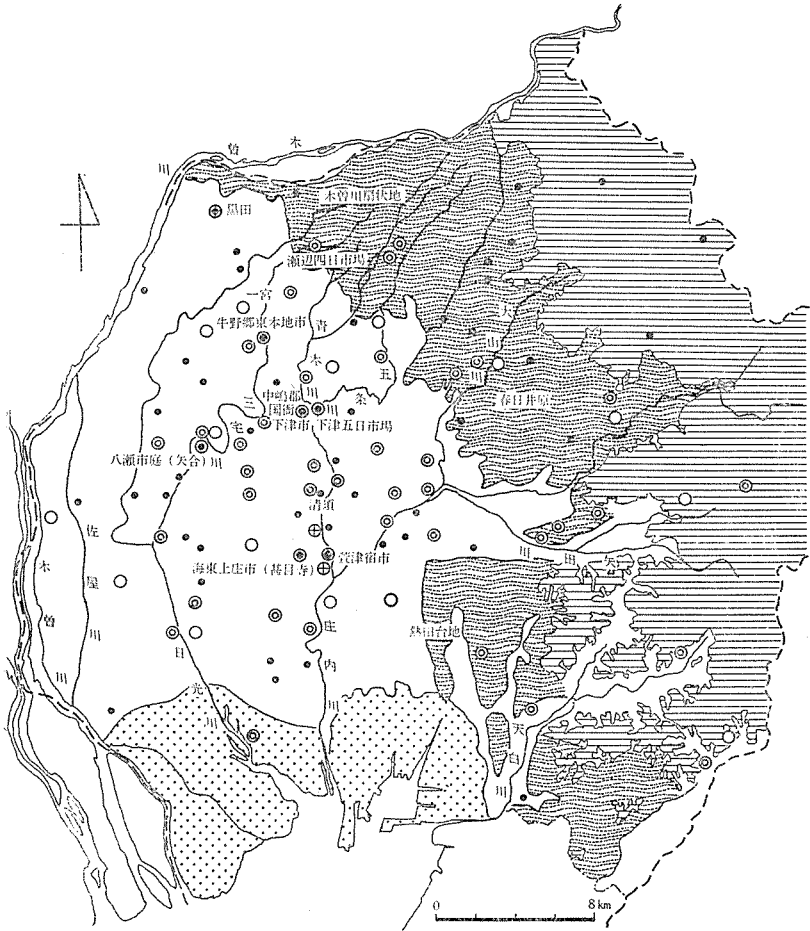 木曽川
木曽川扇状地
黒田
瀬辺四日市場
一宮
牛野郷東本地市
青木川
五条川
犬山川
春日井原
中嶋郡
国衙
下津市
下津五日市場
三宅川
八瀬市庭(矢合)
清須
佐屋川
矢田川
海東上庄市(甚目寺)
萱津宿市
熱田台地
木曽川
日光川
庄内川
天白川
0
8km